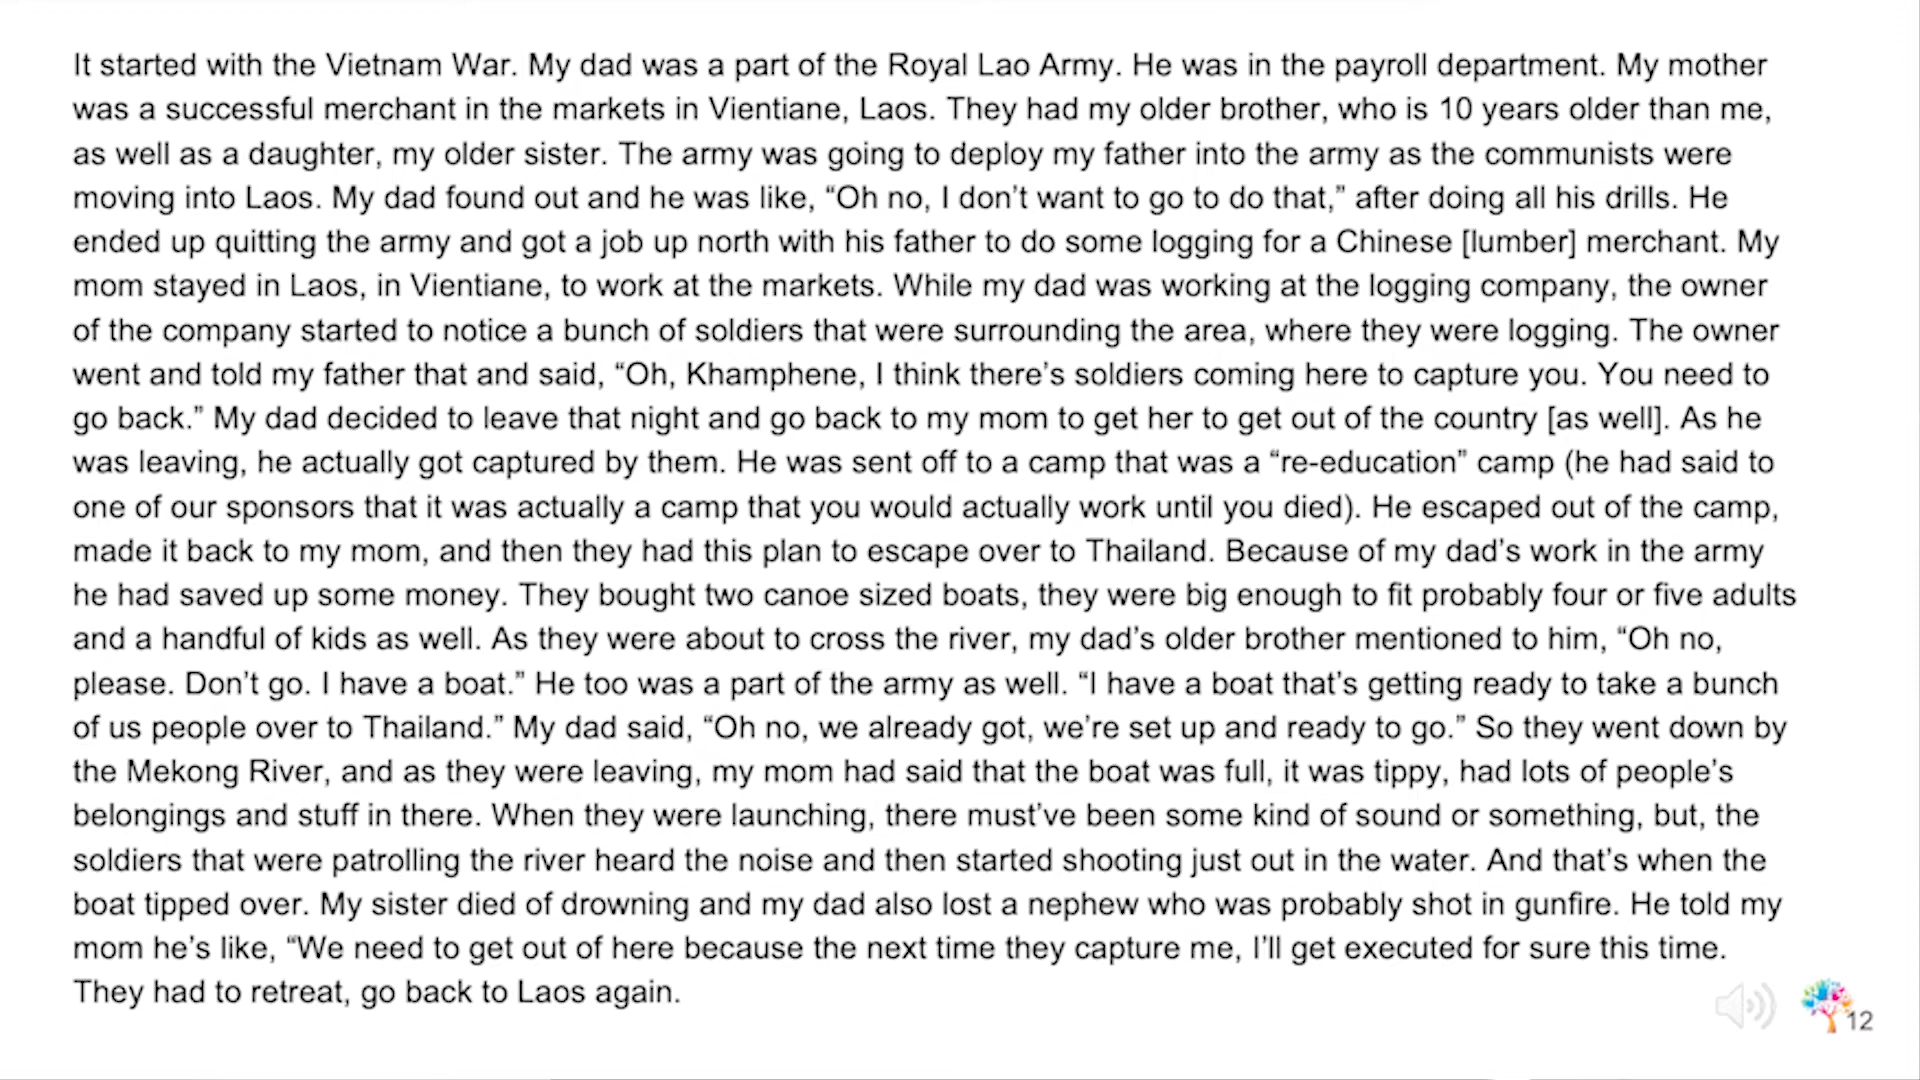 It started with the Vietnam War. My dad was a part of the Royal Lao Army. He was in the payroll department. My mother
was a successful merchant in the markets in Vientiane, Laos. They had my older brother, who is 10 years older than me,
as well as a daughter, my older sister. The army was going to deploy my father into the army as the communists were
moving into Laos. My dad found out and he was like, “Oh no, I don’t want to go to do that,” after doing all his drills. He
ended up quitting the army and got a job up north with his father to do some logging for a Chinese [lumber] merchant. My
mom stayed in Laos, in Vientiane, to work at the markets. While my dad was working at the logging company, the owner
of the company started to notice a bunch of soldiers that were surrounding the area, where they were logging. The owner
went and told my father that and said, “Oh, Khamphene, I think there’s soldiers coming here to capture you. You need to
go back.” My dad decided to leave that night and go back to my mom to get her to get out of the country [as well]. As he
was leaving, he actually got captured by them. He was sent off to a camp that was a “re-education” camp (he had said to
one of our sponsors that it was actually a camp that you would actually work until you died). He escaped out of the camp,
made it back to my mom, and then they had this plan to escape over to Thailand. Because of my dad’s work in the army
he had saved up some money. They bought two canoe sized boats, they were big enough to fit probably four or five adults
and a handful of kids as well. As they were about to cross the river, my dad’s older brother mentioned to him, “Oh no,
please. Don’t go. I have a boat.” He too was a part of the army as well. “I have a boat that’s getting ready to take a bunch
of us people over to Thailand.” My dad said, “Oh no, we already got, we’re set up and ready to go.” So they went down by
the Mekong River, and as they were leaving, my mom had said that the boat was full, it was tippy, had lots of people’s
belongings and stuff in there. When they were launching, there must’ve been some kind of sound or something, but, the
soldiers that were patrolling the river heard the noise and then started shooting just out in the water. And that’s when the
boat tipped over. My sister died of drowning and my dad also lost a nephew who was probably shot in gunfire. He told my
mom he’s like, “We need to get out of here because the next time they capture me, I’ll get executed for sure this time.
They had to retreat, go back to Laos again.
12